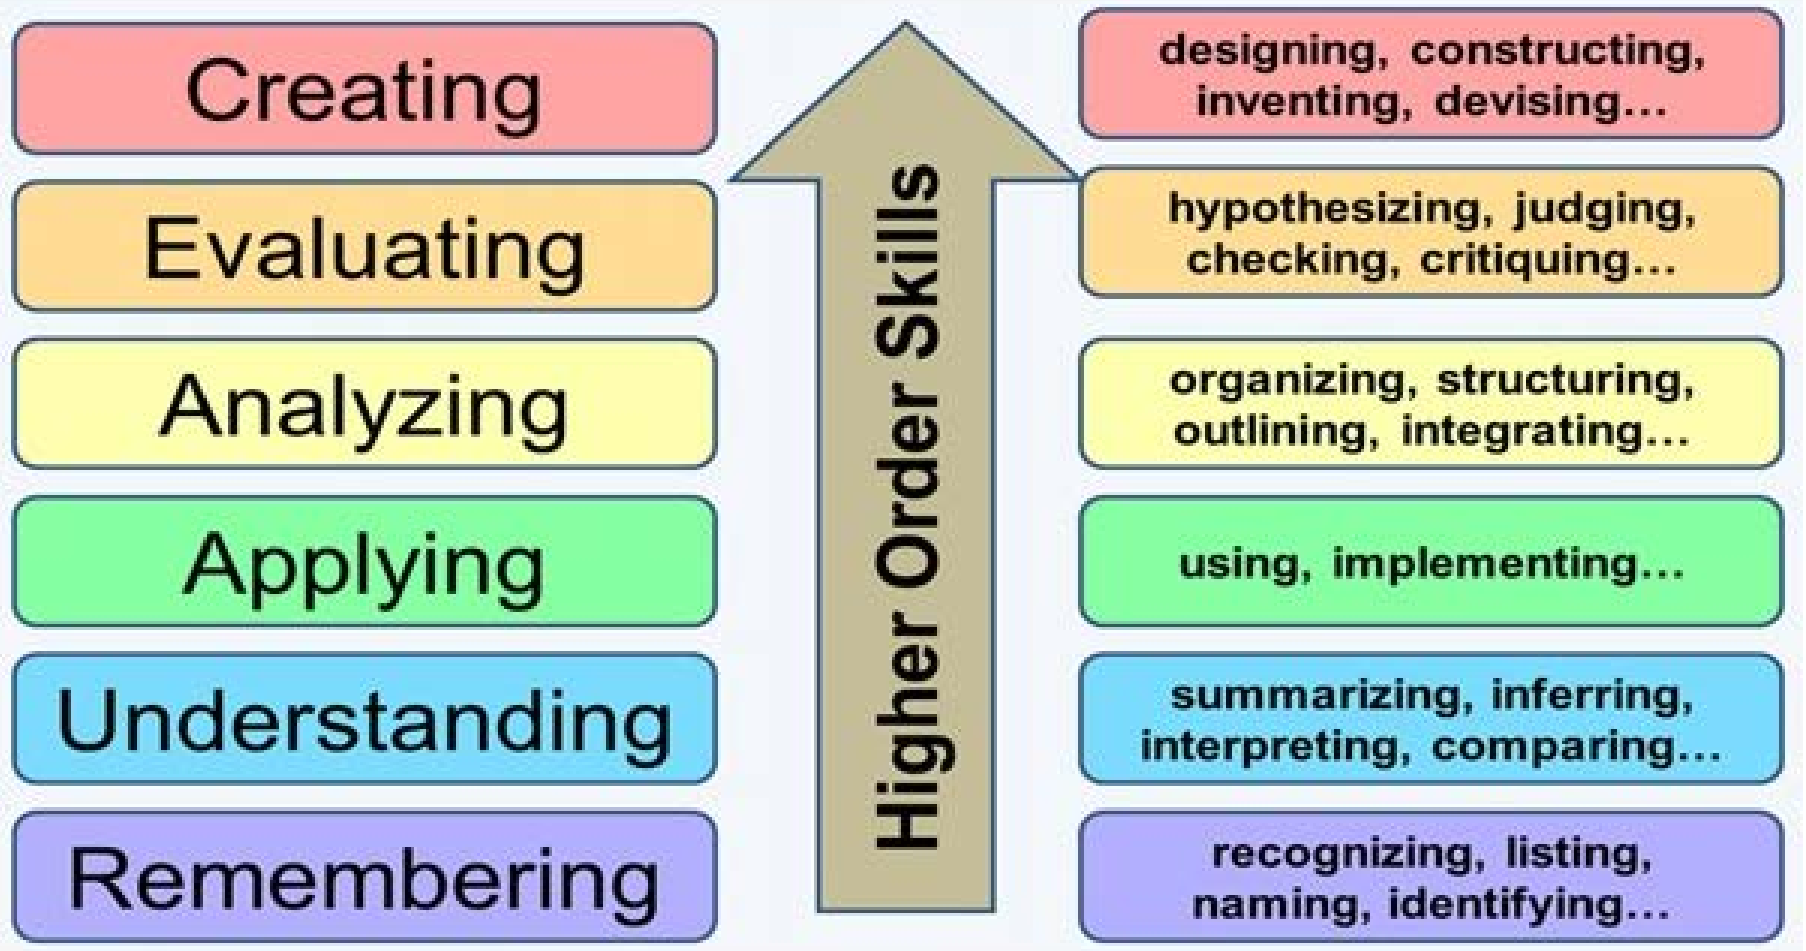 Creating
Evaluating
Analyzing
Applying
Understanding
Remembering
Higher Order Skills
designing, constructing,
inventing, devising...
hypothesizing, judging,
checking, critiquing...
organizing, structuring,
outlining, integrating...
using, implementing...
summarizing, inferring,
interpreting, comparing...
recognizing, listing,
naming, identifying...